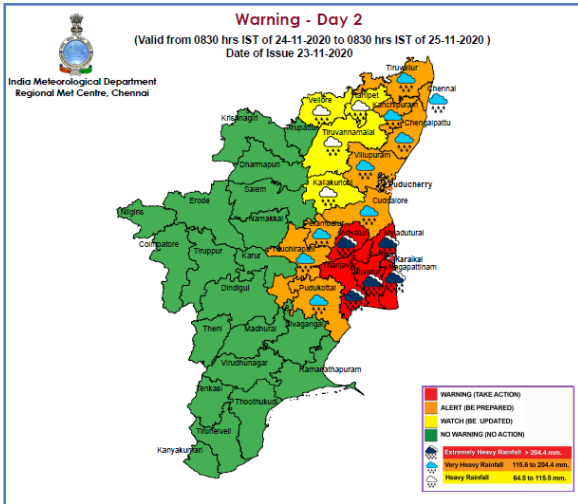 Warning - Day 2
(Valid from 0830 hrs IST of 24-11-2020 to 0830 hrs IST of 25-11-2020 )
Date of Issue 23-11-2020
India Meteorological Department
Regional Met Centre, Chennai
Tiruvallur
Chennai
Vellore
Ranipet
Kanchipuram
Chengalpattu
Krishnagiri
Tirupattur
Tiruvannamalai
Dharmapuri
Villupuram
Kallakurichi
Puducherry
Salem
Cuddalore
Erode
Nilgiris
Namakkal
Perambalur
Ariyalur
Mayiladuturai
Coimbatore
Tiruppur
Karur
Tiruchirapalli
Thanjavur
Tiruvarur
Karaikal
Nagapattinam
Dindigul
Pudukottai
Theni
Madhurai
Sivagangai
Virudhunagar
Ramanathapuram
Tenkasi
Thoothukudi
Tirunelveli
Kanyakumari
WARNING (TAKE ACTION)
ALERT (BE PREPARED)
WATCH (BE UPDATED)
NO WARNING (NO ACTION)
Extremely Heavy Rainfall > 204.4 mm.
Very Heavy Rainfall 115.6 to 204.4 mm.
Heavy Rainfall 64.5 to 115.5 mm.